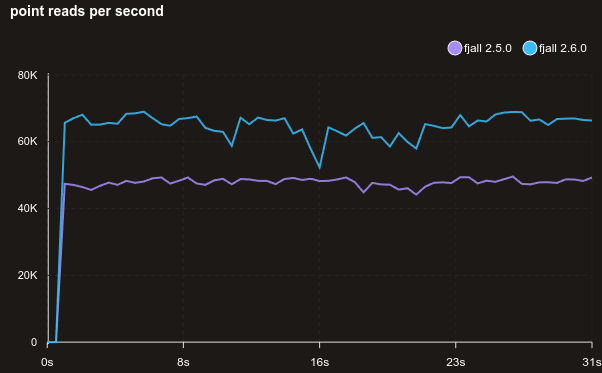 point reads per second
fjall 2.5.0 fjall 2.6.0
80K
60K
40K
20K
0
0s 8s 16s 23s 31s